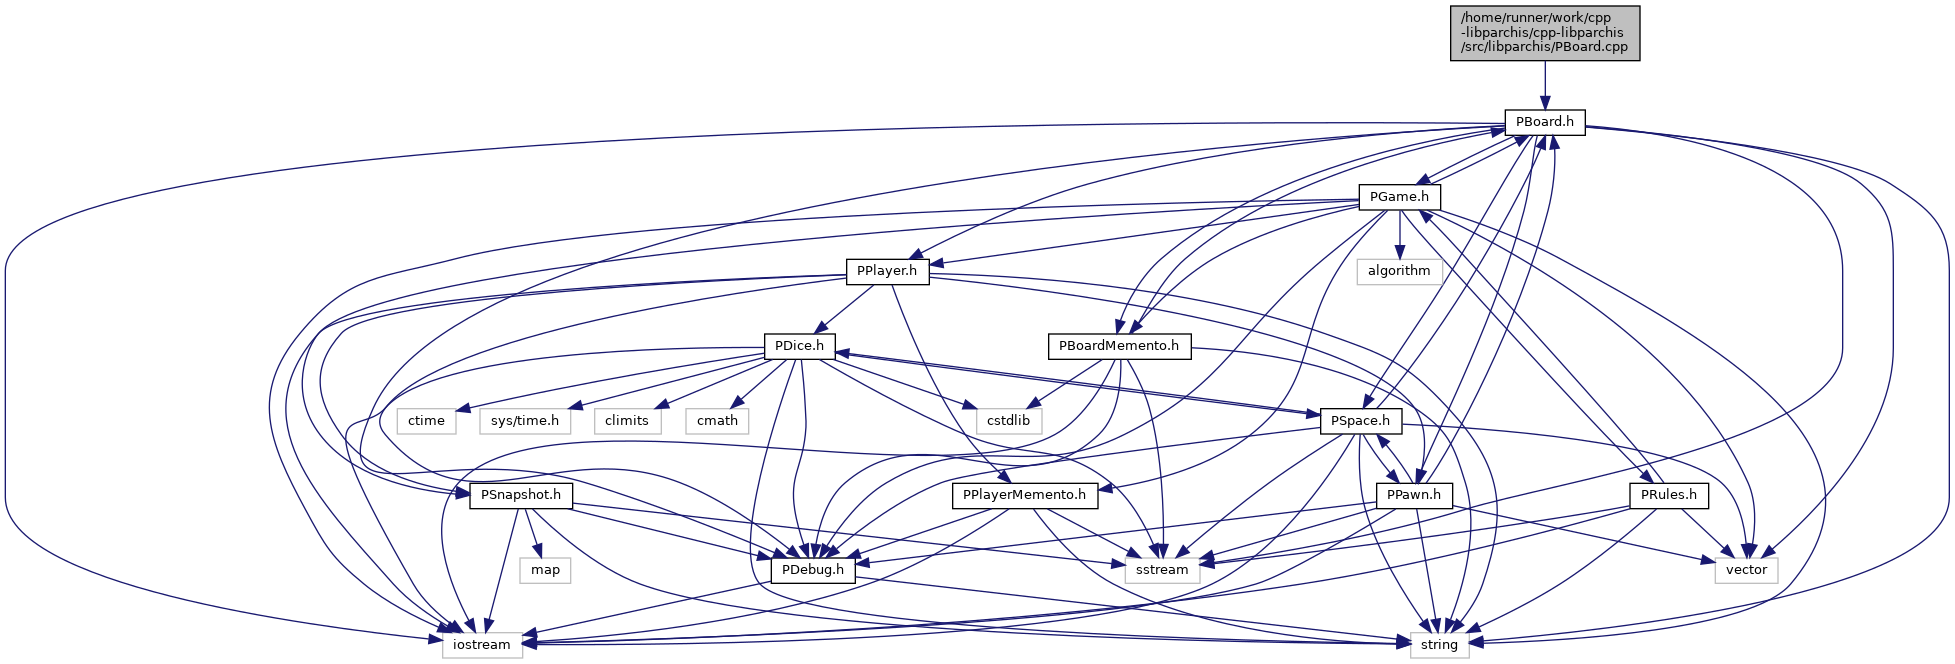 /home/runner/work/cpp
-libparchis/cpp-libparchis
/src/libparchis/PBoard.cpp
PBoard.h
PGame.h
PPlayer.h
algorithm
PDice.h
PBoardMemento.h
ctime
sys/time.h
climits
cmath
cstdlib
PSpace.h
PSnapshot.h
PPlayerMemento.h
PPawn.h
PRules.h
map
PDebug.h
sstream
vector
iostream
string